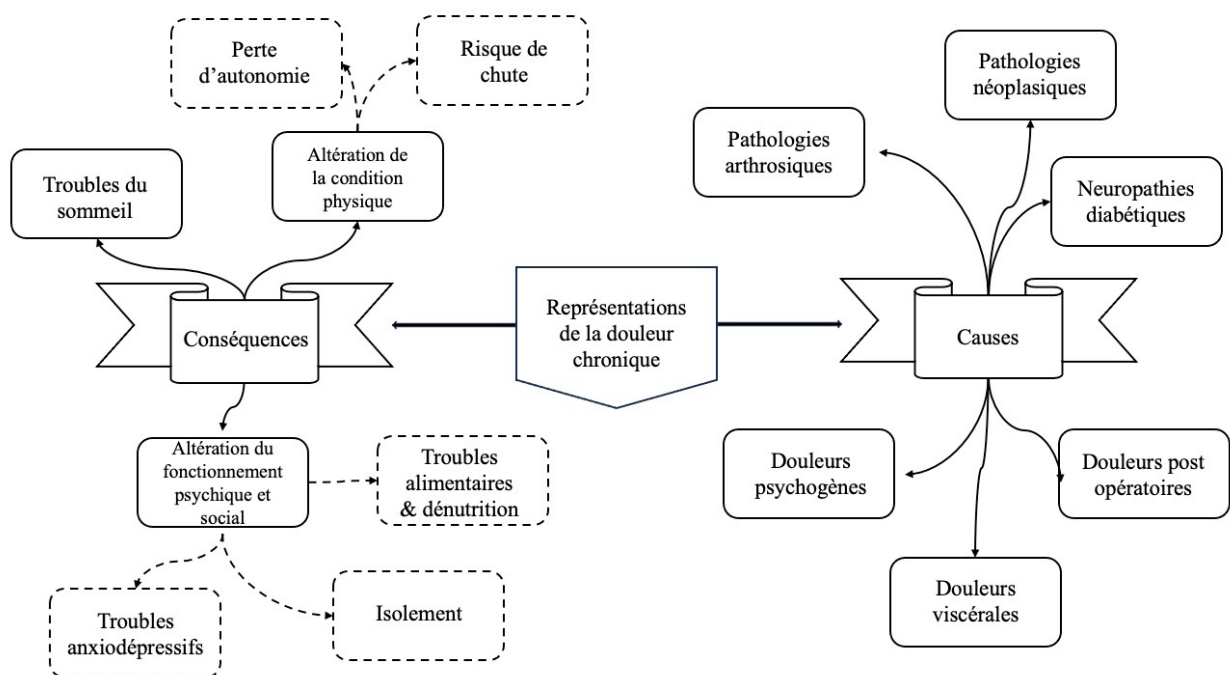 Perte
d’autonomie
Risque de
chute
Pathologies
néoplasiques
Altération de
la condition
physique
Pathologies
arthrosiques
Troubles du
sommeil
Neuropathies
diabétiques
Conséquences
Représentations
de la douleur
chronique
Causes
Altération du
fonctionnement
psychique et
social
Troubles
alimentaires
& dénutrition
Douleurs
psychogènes
Douleurs post
opératoires
Troubles
anxiodépressifs
Isolement
Douleurs
viscérales